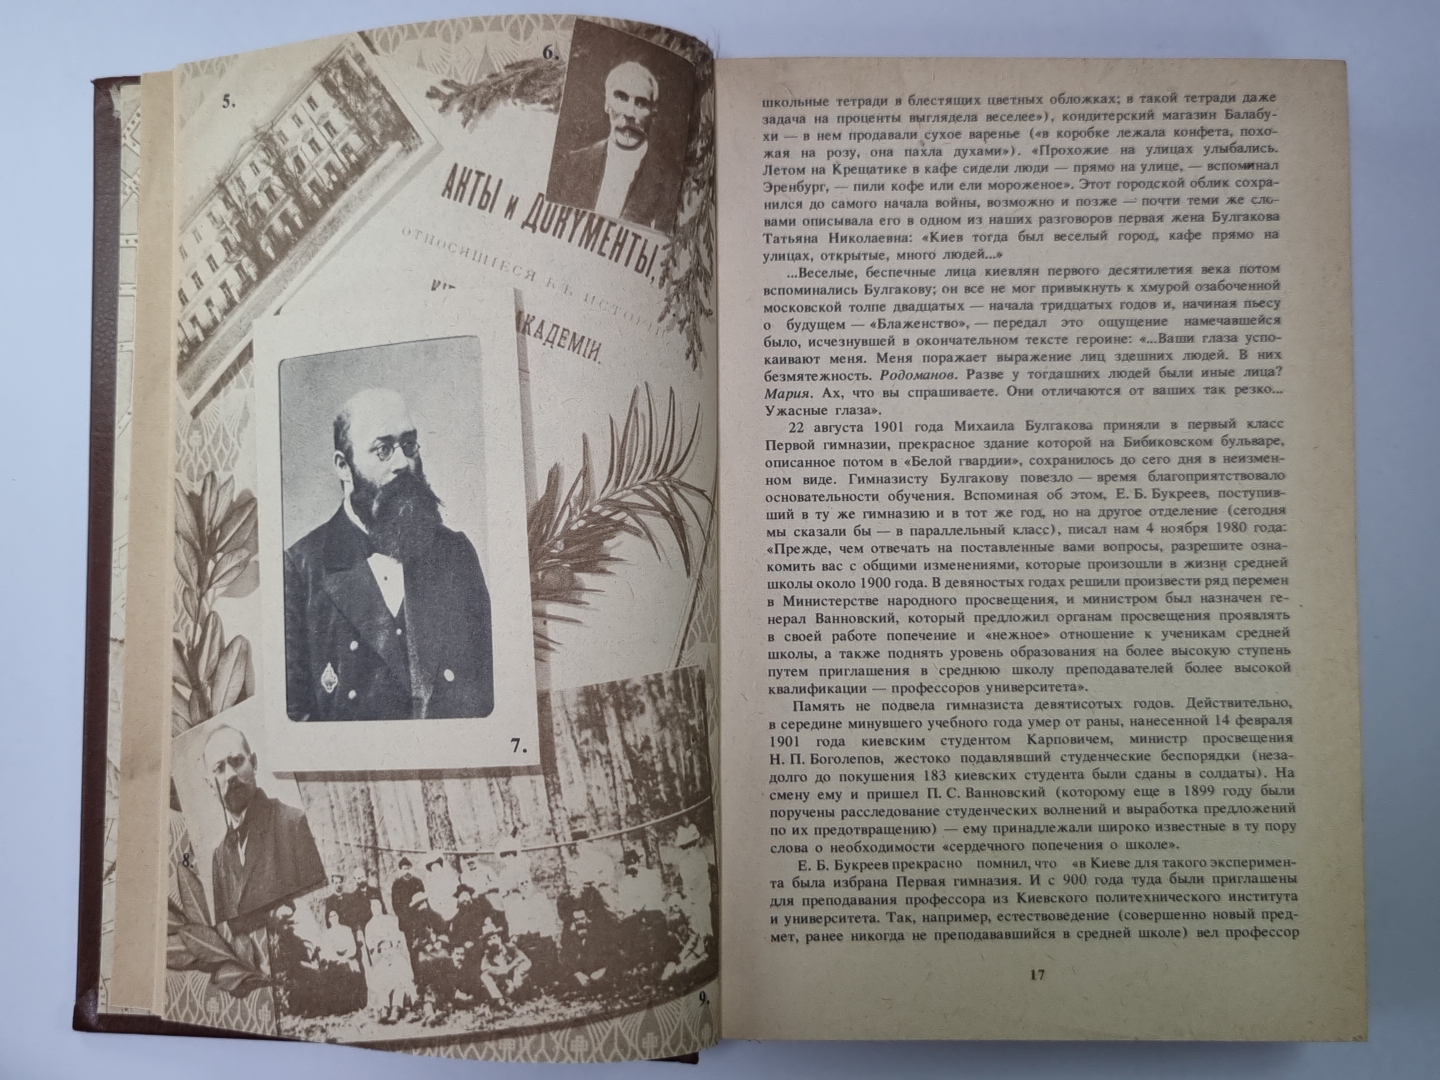 5.
6.
АКТЫ и ДОКУМЕНТЫ,
ОТНОСЯЩИЕСЯ КЪ ИСТОРІИ
АКАДЕМІИ.
7.
8.
9.
школьные тетради в блестящих цветных обложках; в такой тетради даже
задача на проценты выглядела веселее»), кондитерский магазин Балабу-
хи — в нем продавали сухое варенье («в коробке лежала конфета, похо-
жая на розу, она пахла духами»). «Прохожие на улицах улыбались.
Летом на Крещатике в кафе сидели люди — прямо на улице, — вспоминал
Эренбург, — пили кофе или ели мороженое». Этот городской облик сохра-
нился до самого начала войны, возможно и позже — почти теми же сло-
вами описывала его в одном из наших разговоров первая жена Булгакова
Татьяна Николаевна: «Киев тогда был веселый город, кафе прямо на
улицах, открытые, много людей...»
...Веселые, беспечные лица киевлян первого десятилетия века потом
вспоминались Булгакову; он все не мог привыкнуть к хмурой озабоченной
московской толпе двадцатых — начала тридцатых годов и, начиная пьесу
о будущем — «Блаженство», — передал это ощущение намечавшейся
было, исчезнувшей в окончательном тексте героине: «...Ваши глаза успо-
каивают меня. Меня поражает выражение лиц здешних людей. В них
безмятежность. Родоманов. Разве у тогдашних людей были иные лица?
Мария. Ах, что вы спрашиваете. Они отличаются от ваших так резко...
Ужасные глаза».
22 августа 1901 года Михаила Булгакова приняли в первый класс
Первой гимназии, прекрасное здание которой на Бибиковском бульваре,
описанное потом в «Белой гвардии», сохранилось до сего дня в неизмен-
ном виде. Гимназисту Булгакову повезло — время благоприятствовало
основательности обучения. Вспоминая об этом, Е. Б. Букреев, поступив-
ший в ту же гимназию и в тот же год, но на другое отделение (сегодня
мы сказали бы — в параллельный класс), писал нам 4 ноября 1980 года:
«Прежде, чем отвечать на поставленные вами вопросы, разрешите озна-
комить вас с общими изменениями, которые произошли в жизни средней
школы около 1900 года. В девяностых годах решили произвести ряд перемен
в Министерстве народного просвещения, и министром был назначен ге-
нерал Ванновский, который предложил органам просвещения проявлять
в своей работе попечение и «нежное» отношение к ученикам средней
школы, а также поднять уровень образования на более высокую ступень
путем приглашения в среднюю школу преподавателей более высокой
квалификации — профессоров университета».
Память не подвела гимназиста девятисотых годов. Действительно,
в середине минувшего учебного года умер от раны, нанесенной 14 февраля
1901 года киевским студентом Карповичем, министр просвещения
Н. П. Боголепов, жестоко подавлявший студенческие беспорядки (неза-
долго до покушения 183 киевских студента были сданы в солдаты). На
смену ему и пришел П. С. Ванновский (которому еще в 1899 году были
поручены расследование студенческих волнений и выработка предложений
по их предотвращению) — ему принадлежали широко известные в ту пору
слова о необходимости «сердечного попечения о школе».
Е. Б. Букреев прекрасно помнил, что «в Киеве для такого эксперимен-
та была избрана Первая гимназия. И с 900 года туда были приглашены
для преподавания профессора из Киевского политехнического института
и университета. Так, например, естествоведение (совершенно новый пред-
мет, ранее никогда не преподававшийся в средней школе) вел профессор
17